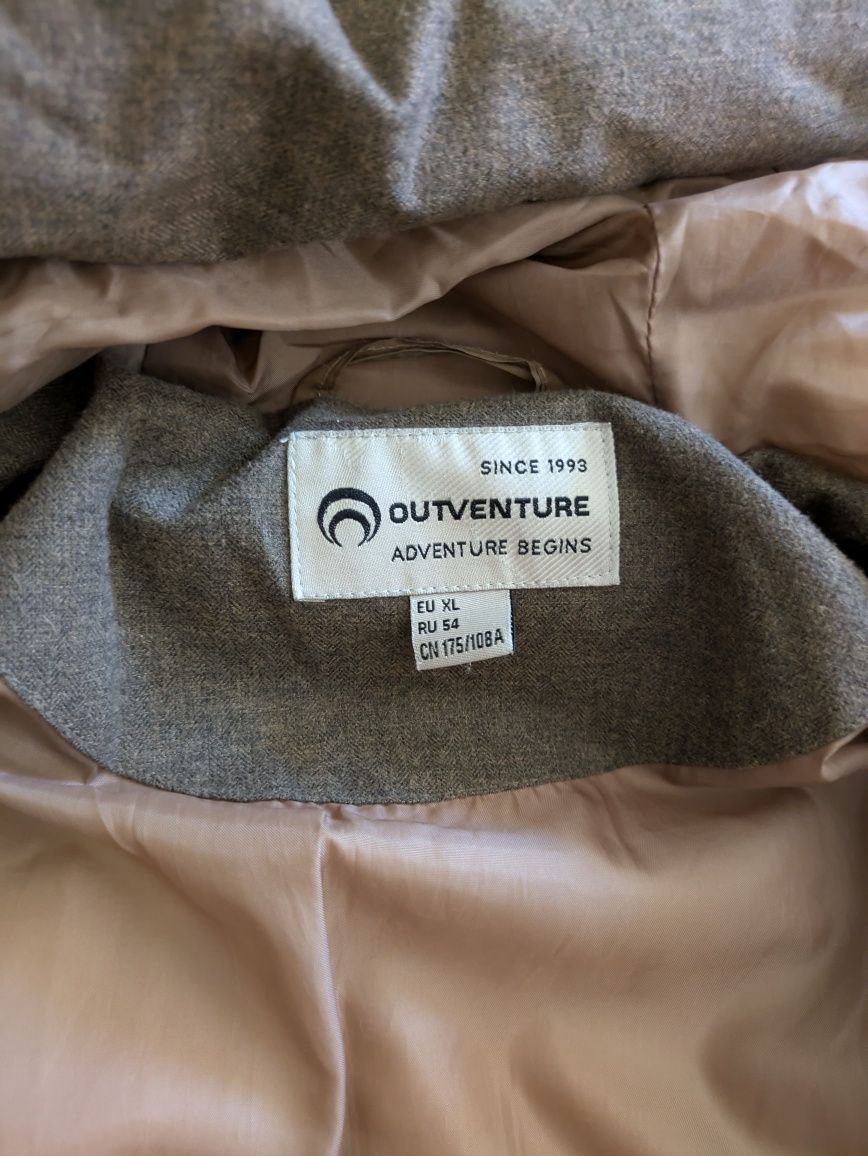 SINCE 1993
OUTVENTURE
ADVENTURE BEGINS
EU XL
RU 54
CN 175/108A